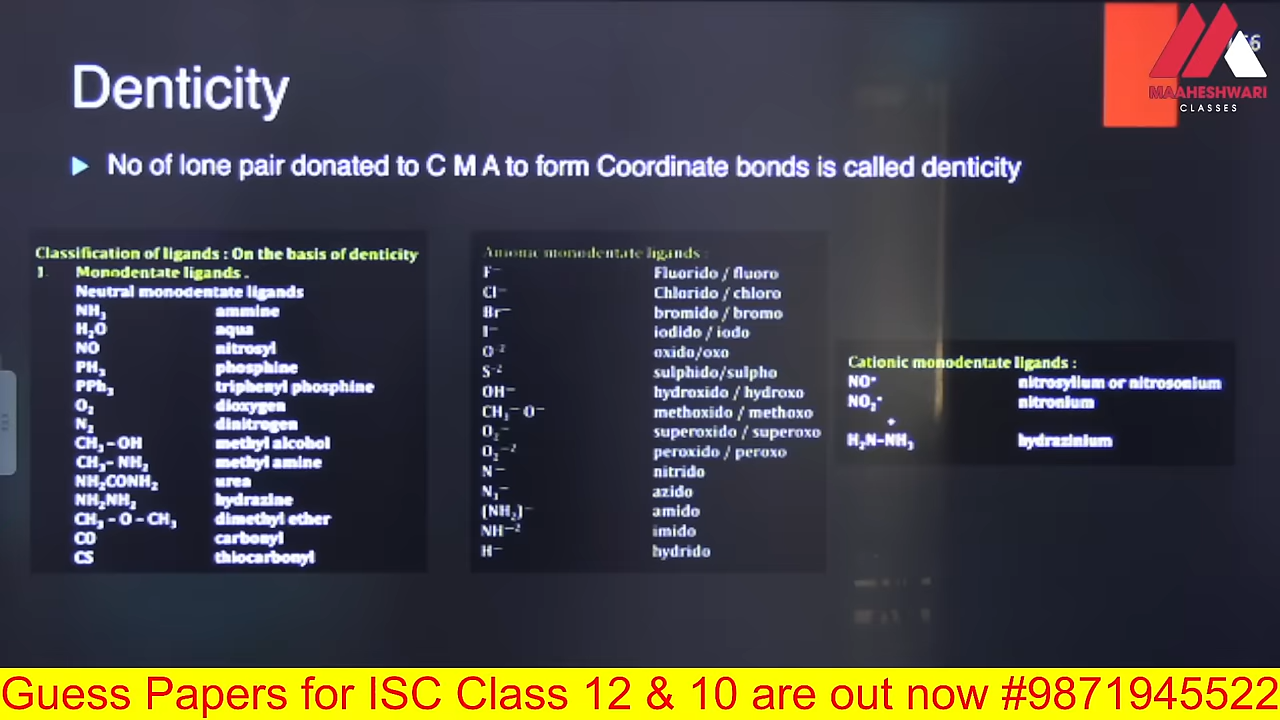 Denticity
MAAHESHWARI
CLASSES
▶ No of lone pair donated to C M A to form Coordinate bonds is called denticity
Classification of ligands : On the basis of denticity
1. Monodentate ligands .
Neutral monodentate ligands
NH₃ ammine
H₂O aqua
NO nitrosyl
PH₃ phosphine
PPh₃ triphenyl phosphine
O₂ dioxygen
N₂ dinitrogen
CH₃ – OH methyl alcohol
CH₃ – NH₂ methyl amine
NH₂CONH₂ urea
NH₂NH₂ hydrazine
CH₃ – O – CH₃ dimethyl ether
CO carbonyl
CS thiocarbonyl
Anionic monodentate ligands :
F⁻ Fluorido / fluoro
Cl⁻ Chlorido / chloro
Br⁻ bromido / bromo
I⁻ iodido / iodo
O⁻² oxido/oxo
S⁻² sulphido/sulpho
OH⁻ hydroxido / hydroxo
CH₃⁻ O⁻ methoxido / methoxo
O₂⁻ superoxido / superoxo
O₂⁻² peroxido / peroxo
N⁻ nitrido
N₃⁻ azido
(NH₂)⁻ amido
NH⁻² imido
H⁻ hydrido
Cationic monodentate ligands :
NO⁺ nitrosylium or nitrosonium
NO₂⁺ nitronium
+
H₂N–NH₃ hydrazinium
Guess Papers for ISC Class 12 & 10 are out now #9871945522